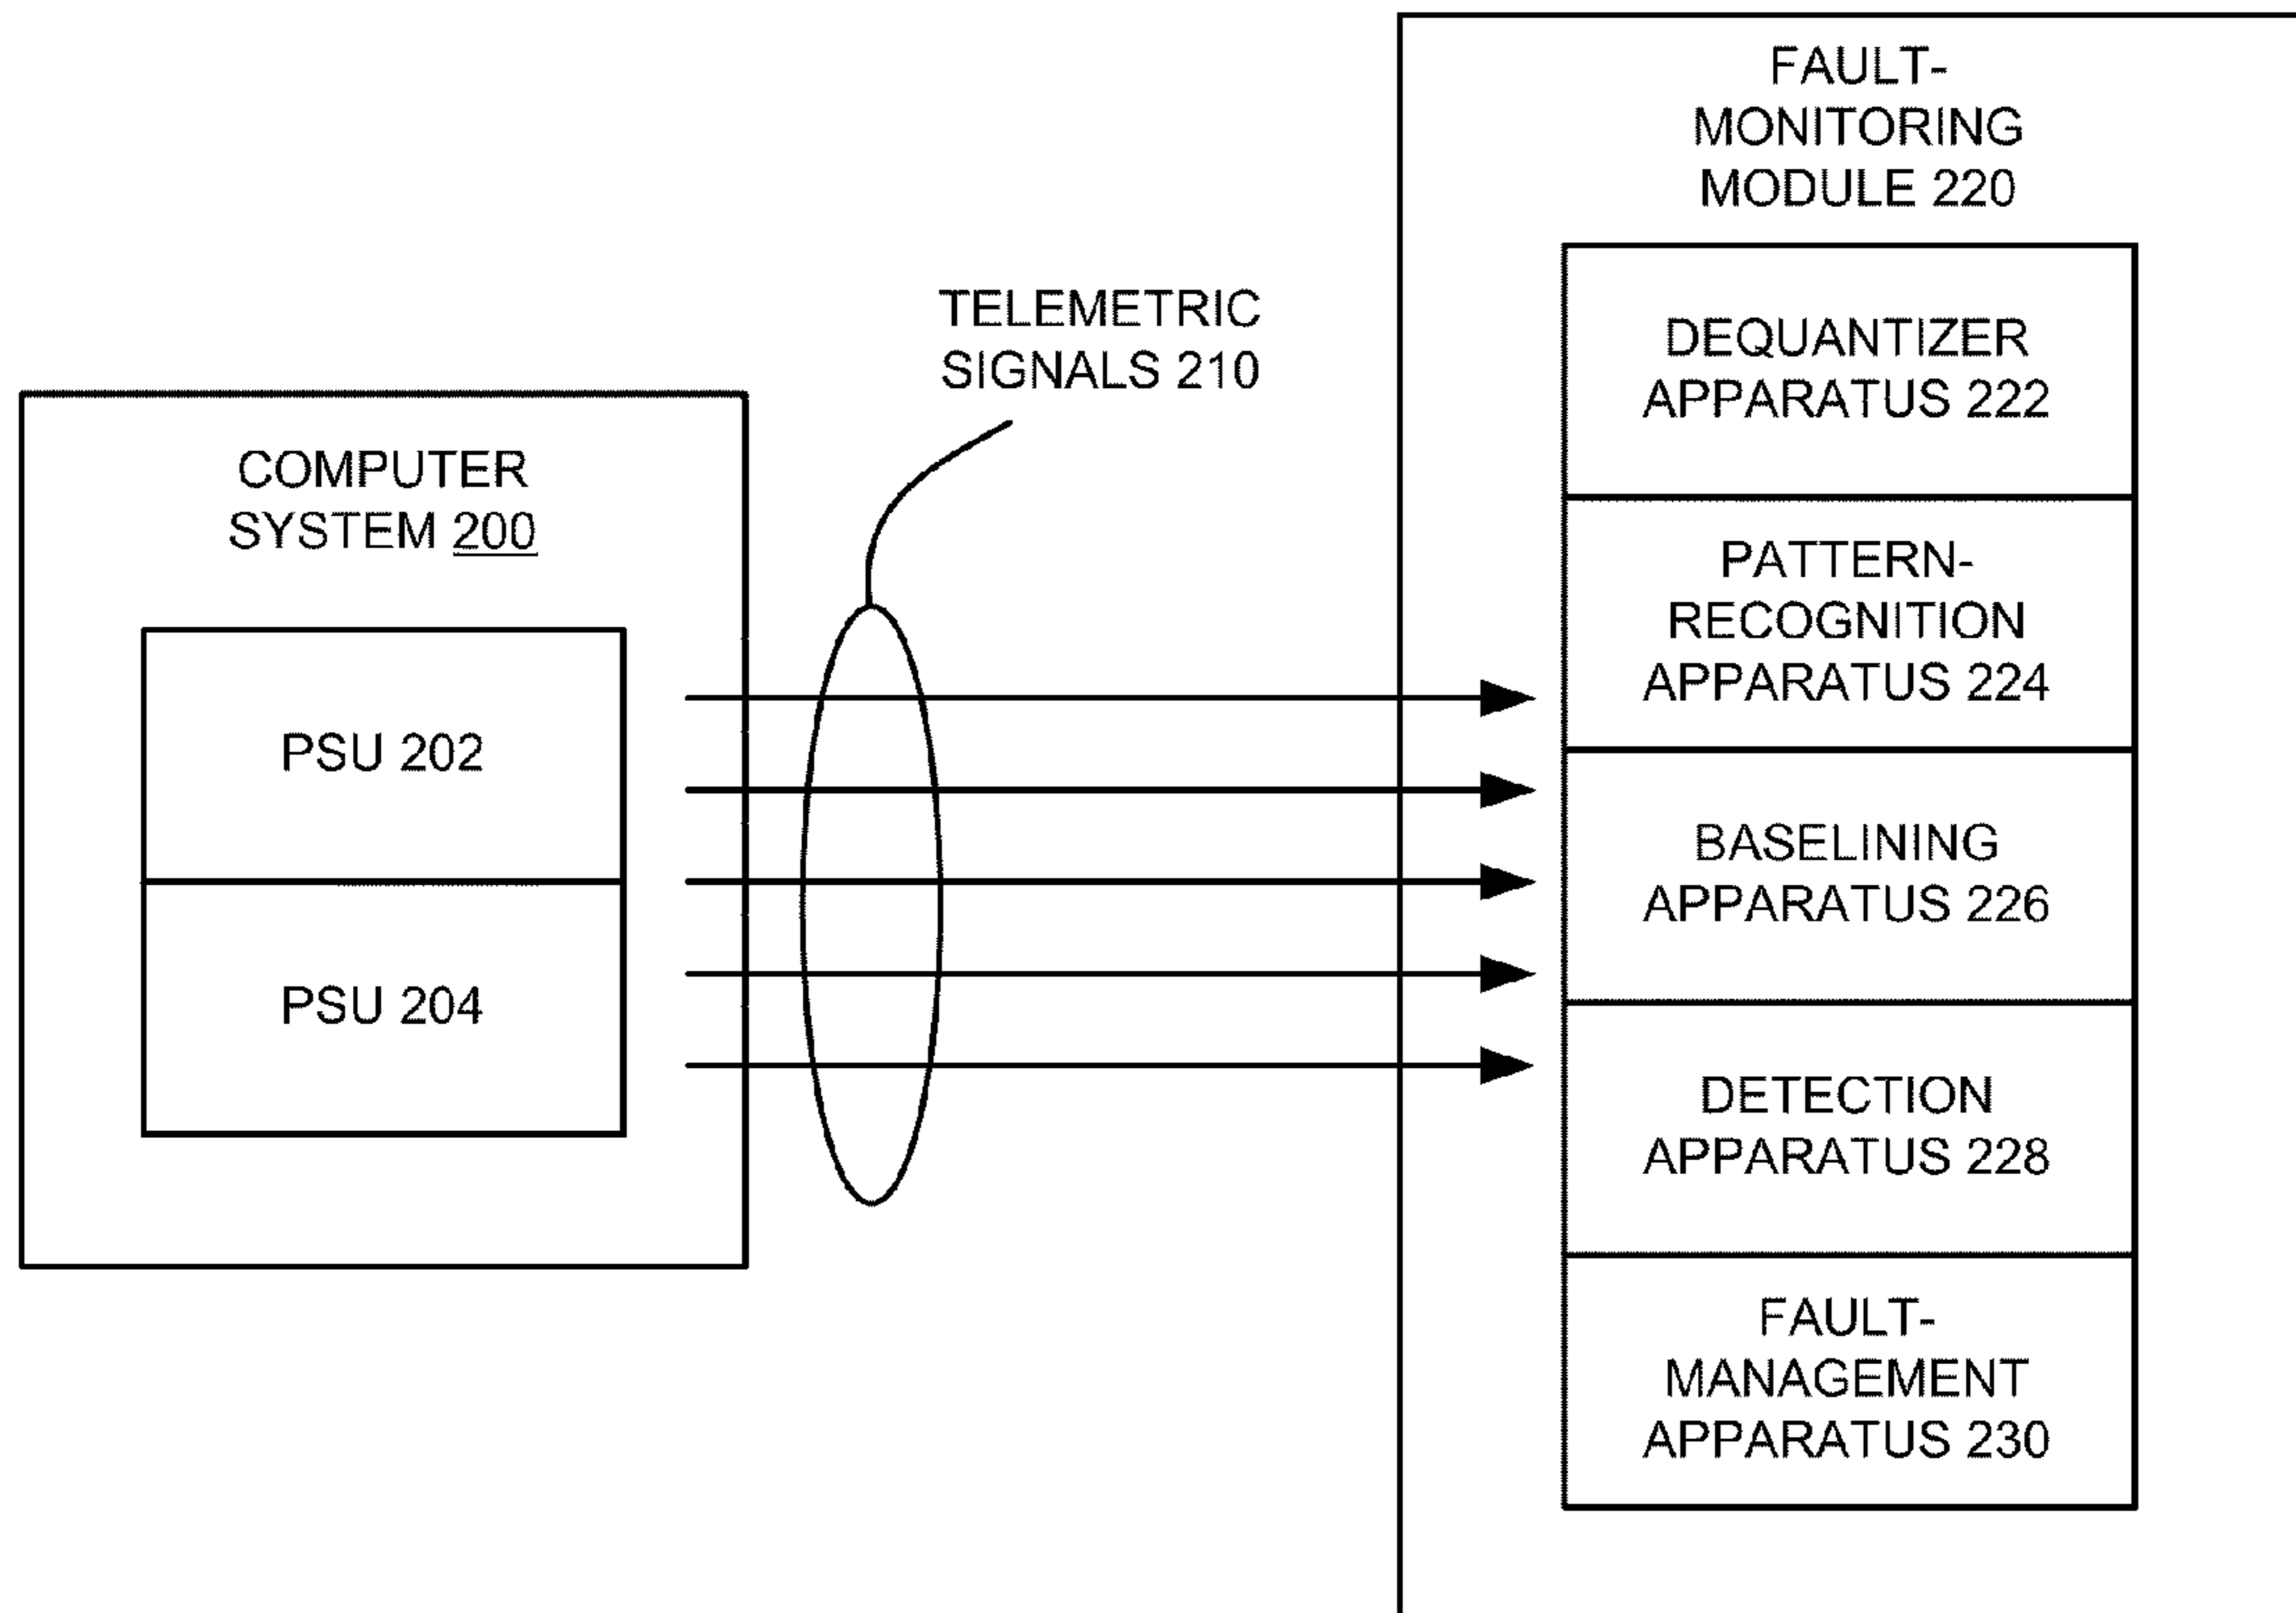 COMPUTER
SYSTEM 200
PSU 202
PSU 204
TELEMETRIC
SIGNALS 210
FAULT-
MONITORING
MODULE 220
DEQUANTIZER
APPARATUS 222
PATTERN-
RECOGNITION
APPARATUS 224
BASELINING
APPARATUS 226
DETECTION
APPARATUS 228
FAULT-
MANAGEMENT
APPARATUS 230